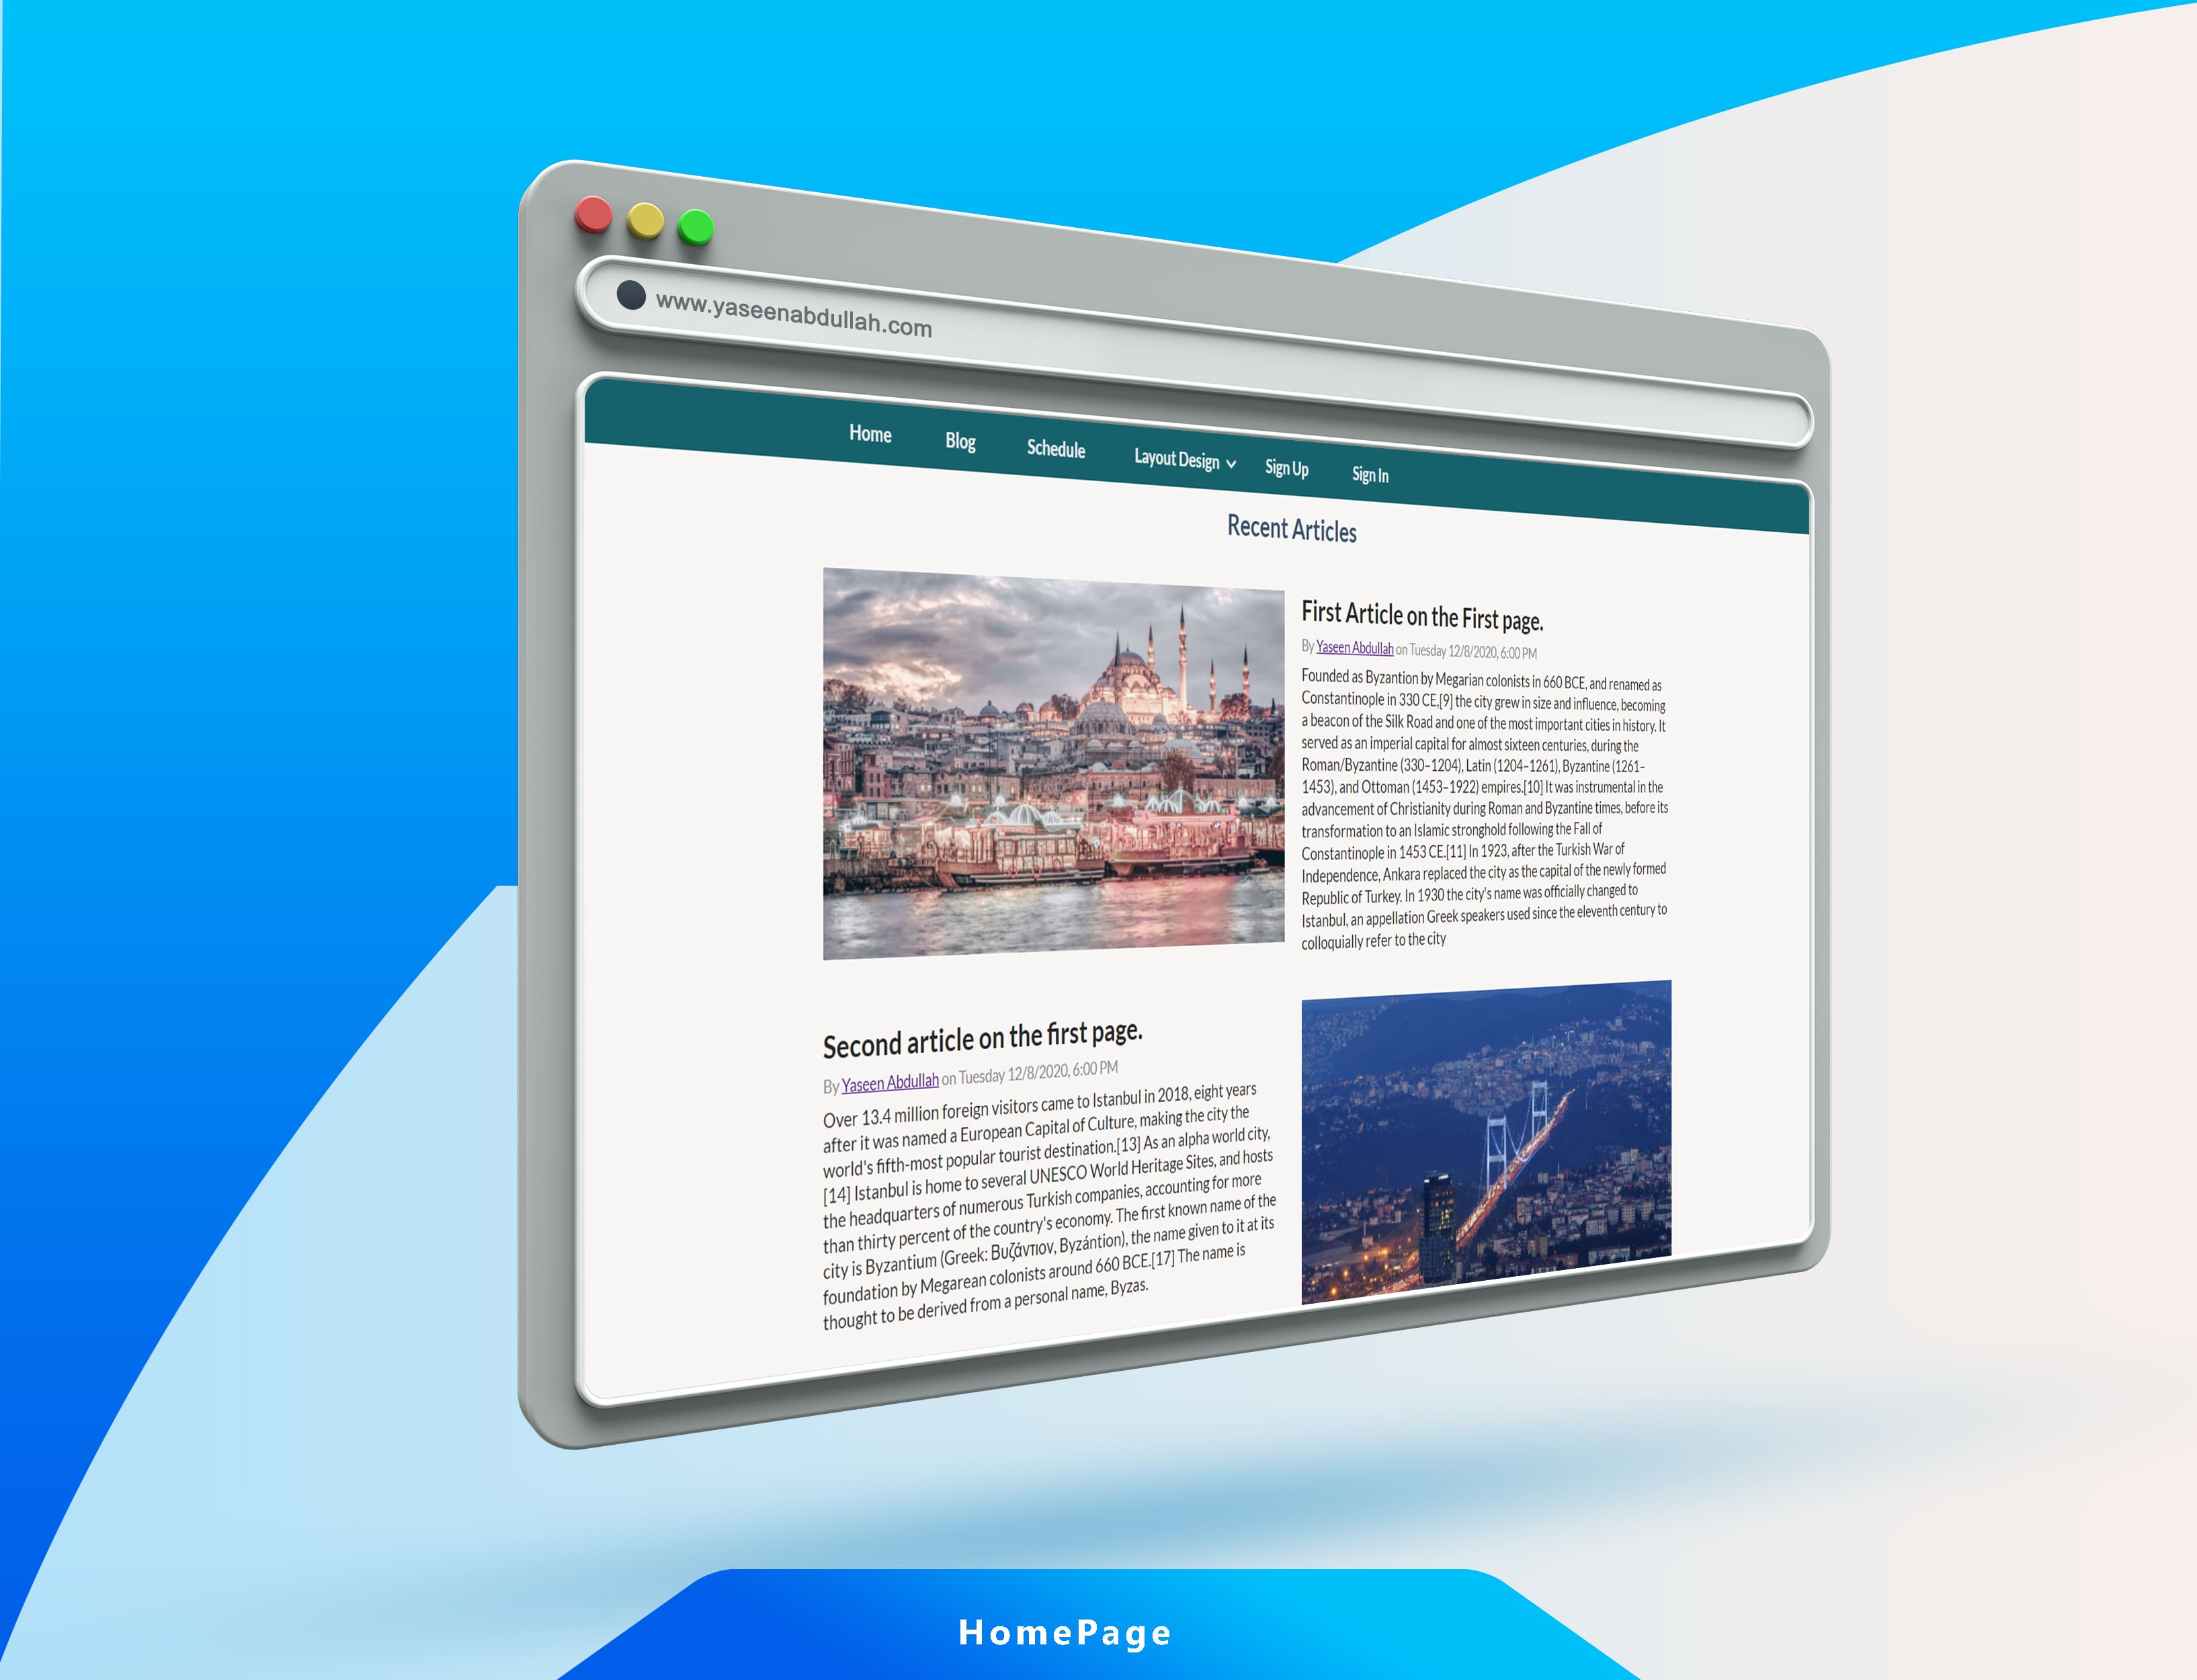 www.yaseenabdullah.com
Home Blog Schedule Layout Design Sign Up Sign In
Recent Articles
First Article on the First page.
By Yaseen Abdullah on Tuesday 12/8/2020, 6:00 PM
Founded as Byzantion by Megarian colonists in 660 BCE, and renamed as
Constantinople in 330 CE,[9] the city grew in size and influence, becoming
a beacon of the Silk Road and one of the most important cities in history. It
served as an imperial capital for almost sixteen centuries, during the
Roman/Byzantine (330–1204), Latin (1204–1261), Byzantine (1261–
1453), and Ottoman (1453–1922) empires.[10] It was instrumental in the
advancement of Christianity during Roman and Byzantine times, before its
transformation to an Islamic stronghold following the Fall of
Constantinople in 1453 CE.[11] In 1923, after the Turkish War of
Independence, Ankara replaced the city as the capital of the newly formed
Republic of Turkey. In 1930 the city's name was officially changed to
Istanbul, an appellation Greek speakers used since the eleventh century to
colloquially refer to the city
Second article on the first page.
By Yaseen Abdullah on Tuesday 12/8/2020, 6:00 PM
Over 13.4 million foreign visitors came to Istanbul in 2018, eight years
after it was named a European Capital of Culture, making the city the
world's fifth-most popular tourist destination.[13] As an alpha world city,
[14] Istanbul is home to several UNESCO World Heritage Sites, and hosts
the headquarters of numerous Turkish companies, accounting for more
than thirty percent of the country's economy. The first known name of the
city is Byzantium (Greek: Βυζάντιον, Byzántion), the name given to it at its
foundation by Megarean colonists around 660 BCE.[17] The name is
thought to be derived from a personal name, Byzas.
HomePage